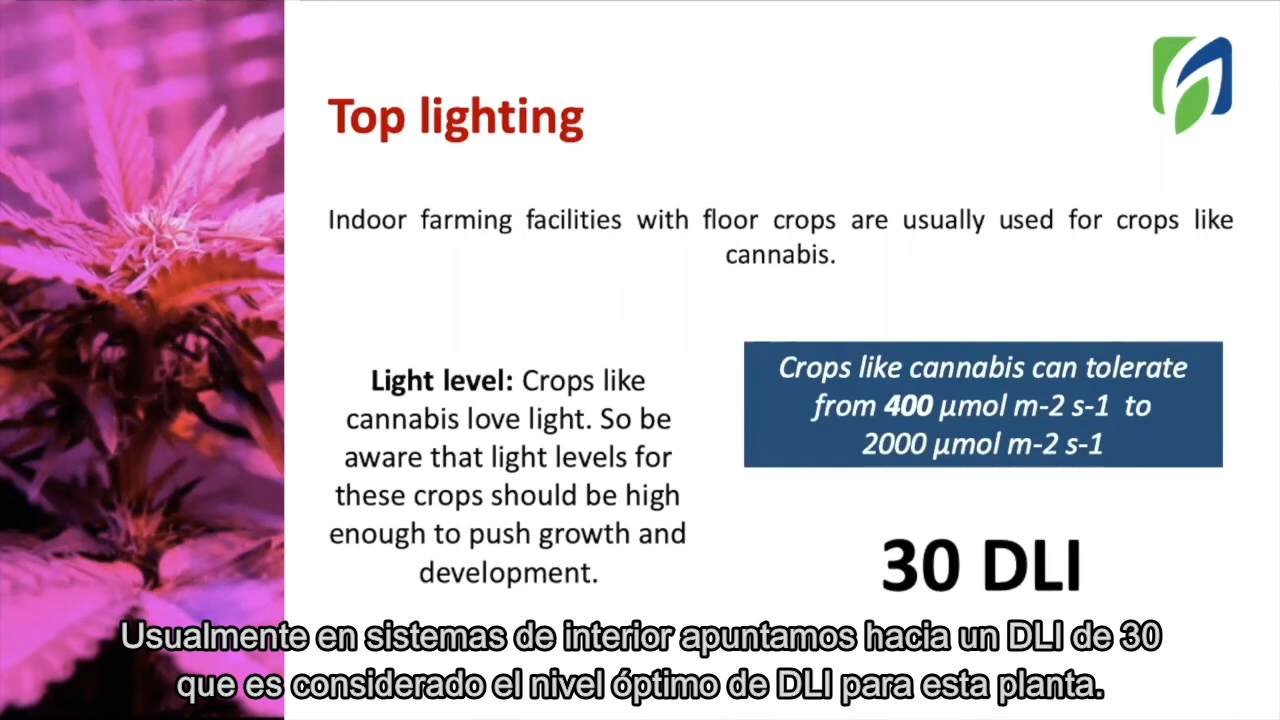 Top lighting
Indoor farming facilities with floor crops are usually used for crops like
cannabis.
Light level: Crops like
cannabis love light. So be
aware that light levels for
these crops should be high
enough to push growth and
development.
Crops like cannabis can tolerate
from 400 μmol m-2 s-1 to
2000 μmol m-2 s-1
30 DLI
Usualmente en sistemas de interior apuntamos hacia un DLI de 30
que es considerado el nivel óptimo de DLI para esta planta.